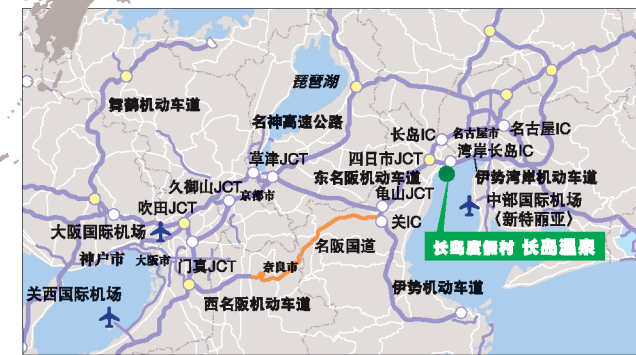 琵琶湖
舞鹤机动车道
名神高速公路
长岛IC
名古屋市
名古屋IC
湾岸长岛IC
草津JCT
四日市JCT
东名阪机动车道
伊势湾岸机动车道
久御山JCT
京都市
龟山JCT
中部国际机场
〈新特丽亚〉
吹田JCT
关IC
大阪国际机场
名阪国道
长岛度假村 长岛温泉
神户市
大阪市
门真JCT
奈良市
关西国际机场
西名阪机动车道
伊势机动车道